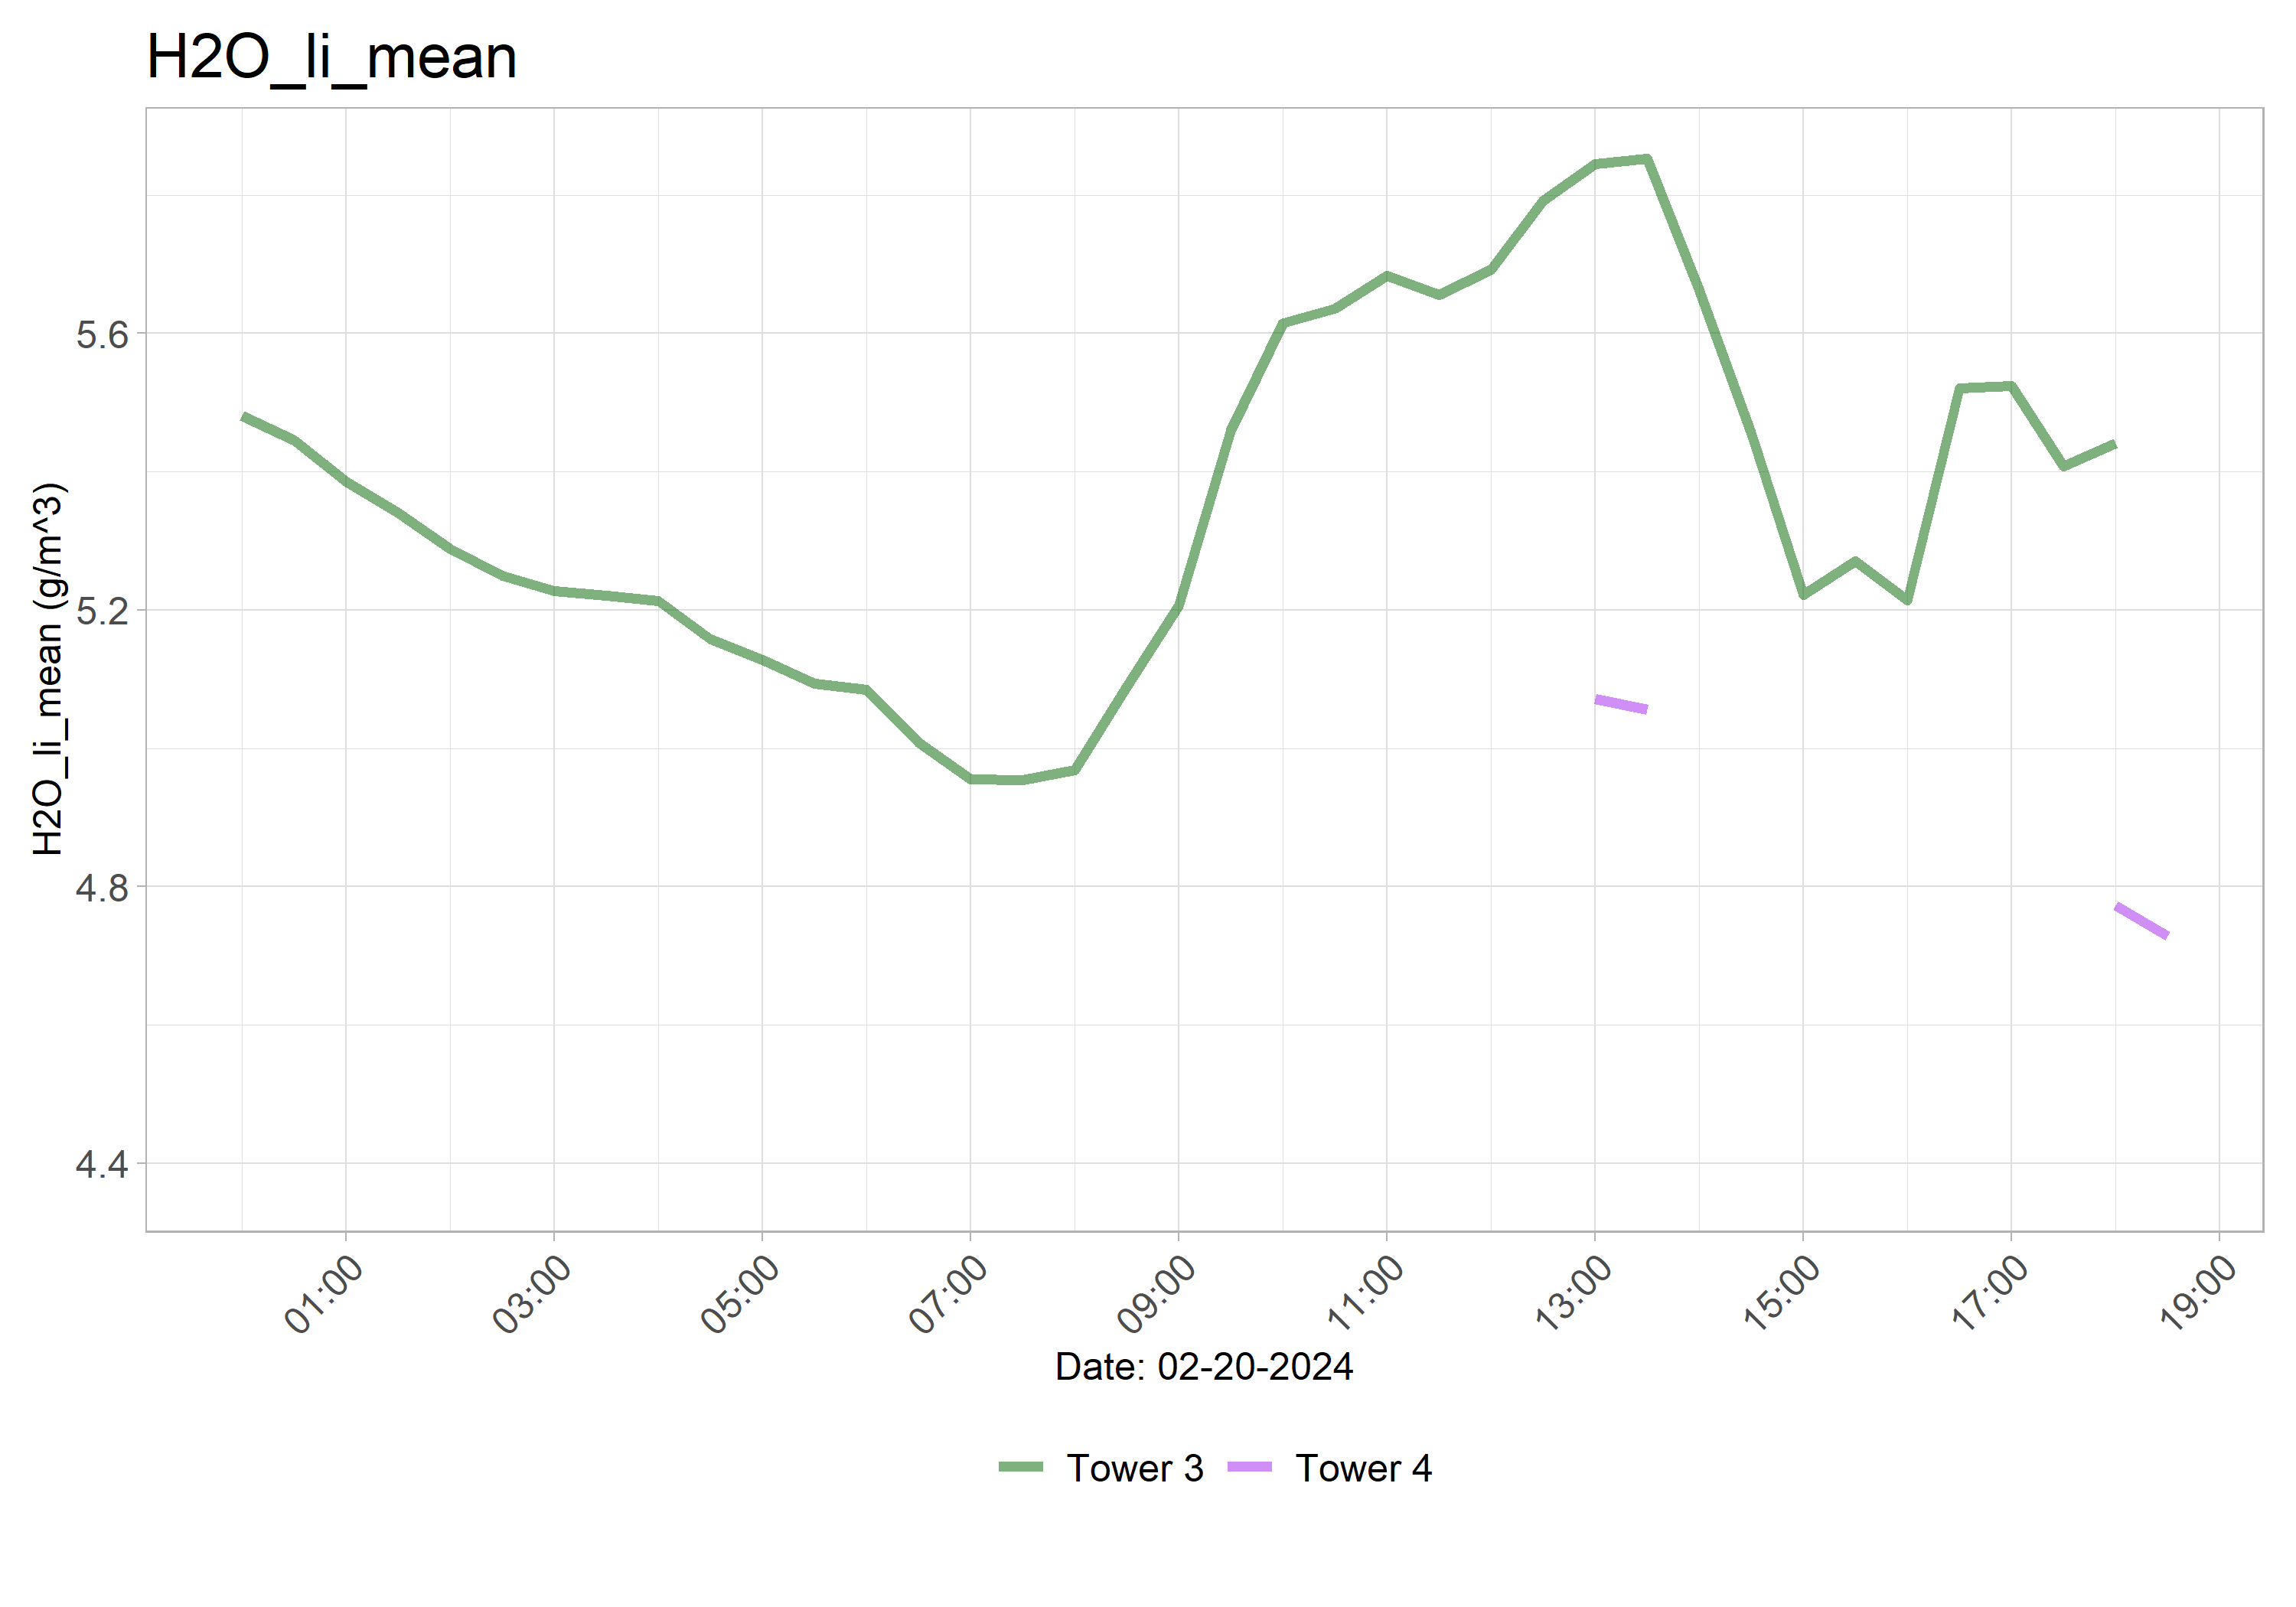 H2O_li_mean
H2O_li_mean (g/m^3)
5.6
5.2
4.8
4.4
01:00 03:00 05:00 07:00 09:00 11:00 13:00 15:00 17:00 19:00
Date: 02-20-2024
Tower 3 Tower 4